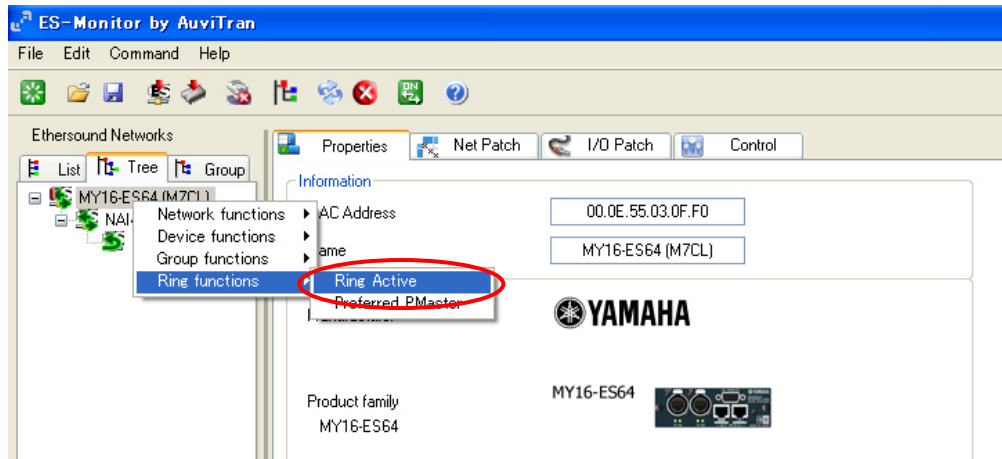 ES-Monitor by AuviTran
File Edit Command Help
Ethersound Networks
List Tree Group
Properties Net Patch I/O Patch Control
Information
MY16-ES64 (M7CL)
NAI-
Network functions
Device functions
Group functions
Ring functions
Ring Active
Preferred PMaster
AC Address 00.0E.55.03.0F.F0
ame MY16-ES64 (M7CL)
YAMAHA
Product family
MY16-ES64
MY16-ES64